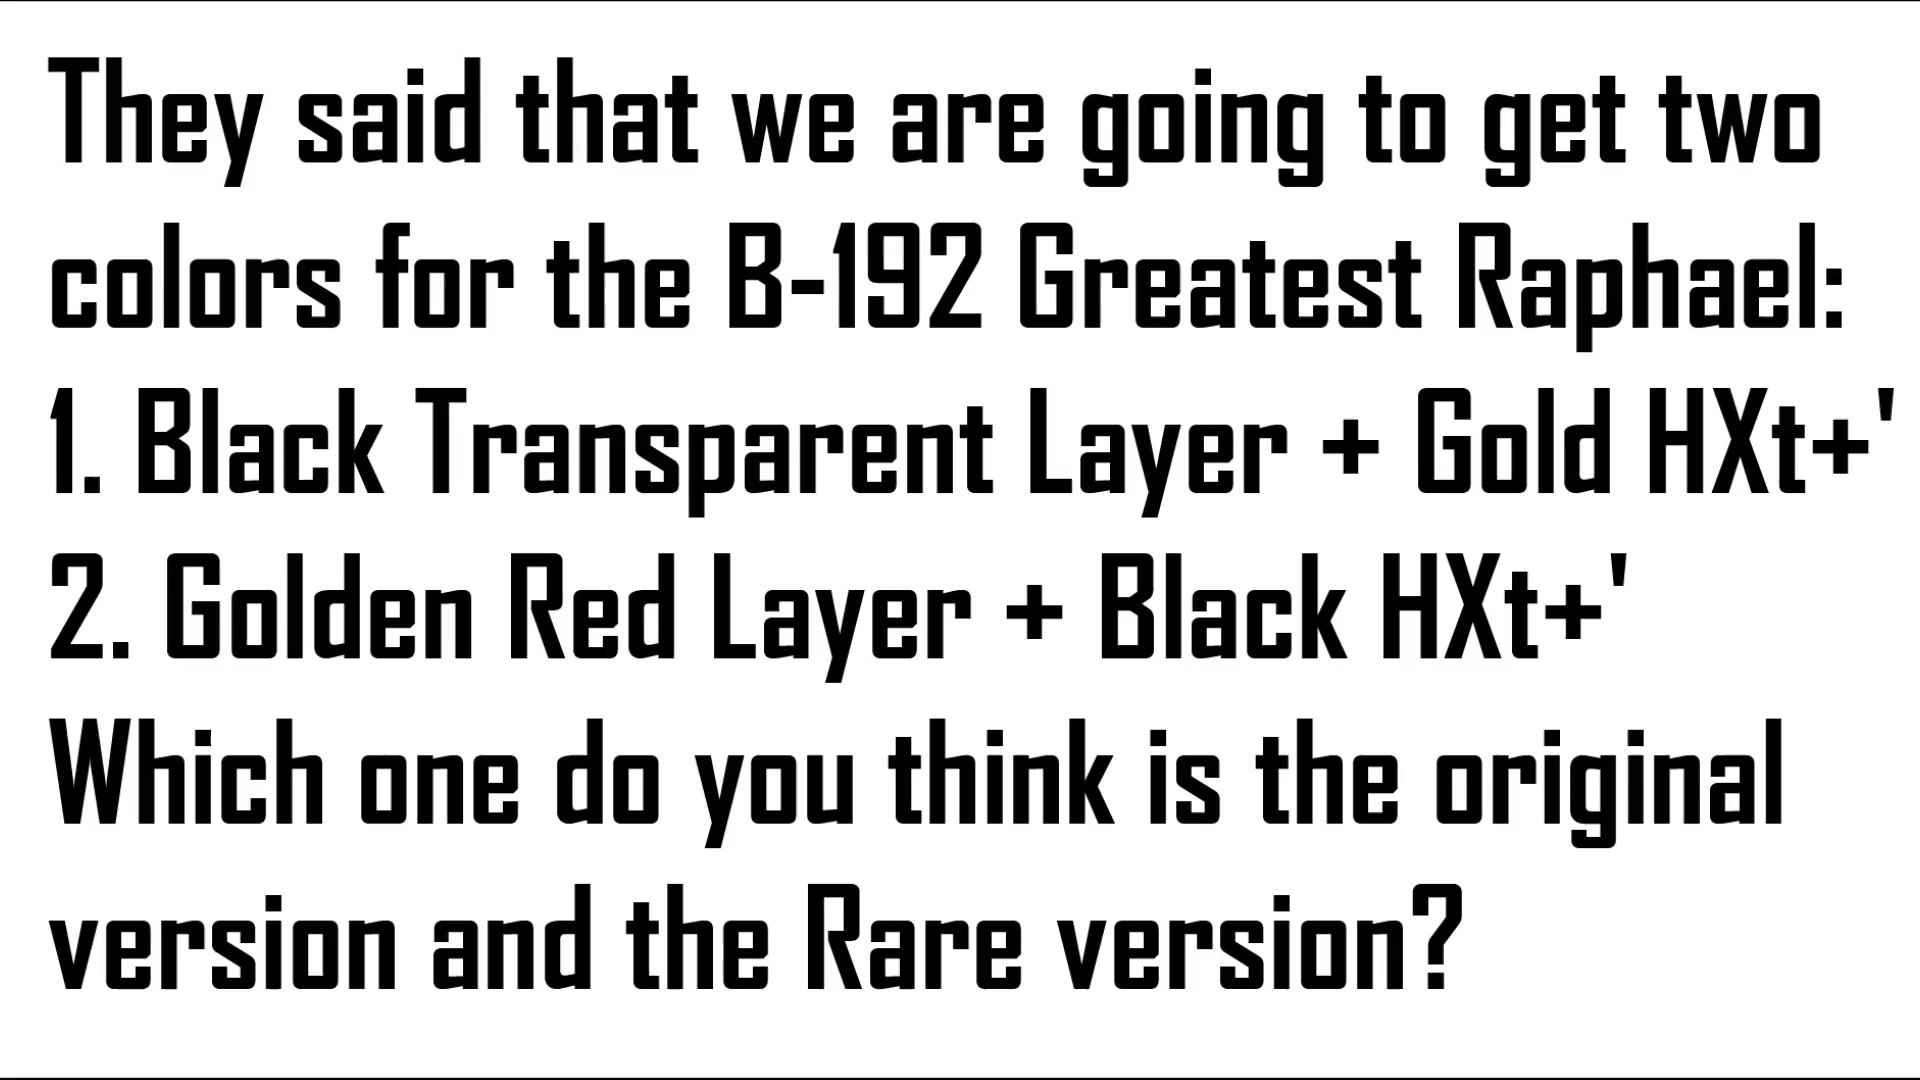 They said that we are going to get two
colors for the B-192 Greatest Raphael:
1. Black Transparent Layer + Gold HXt+'
2. Golden Red Layer + Black HXt+'
Which one do you think is the original
version and the Rare version?